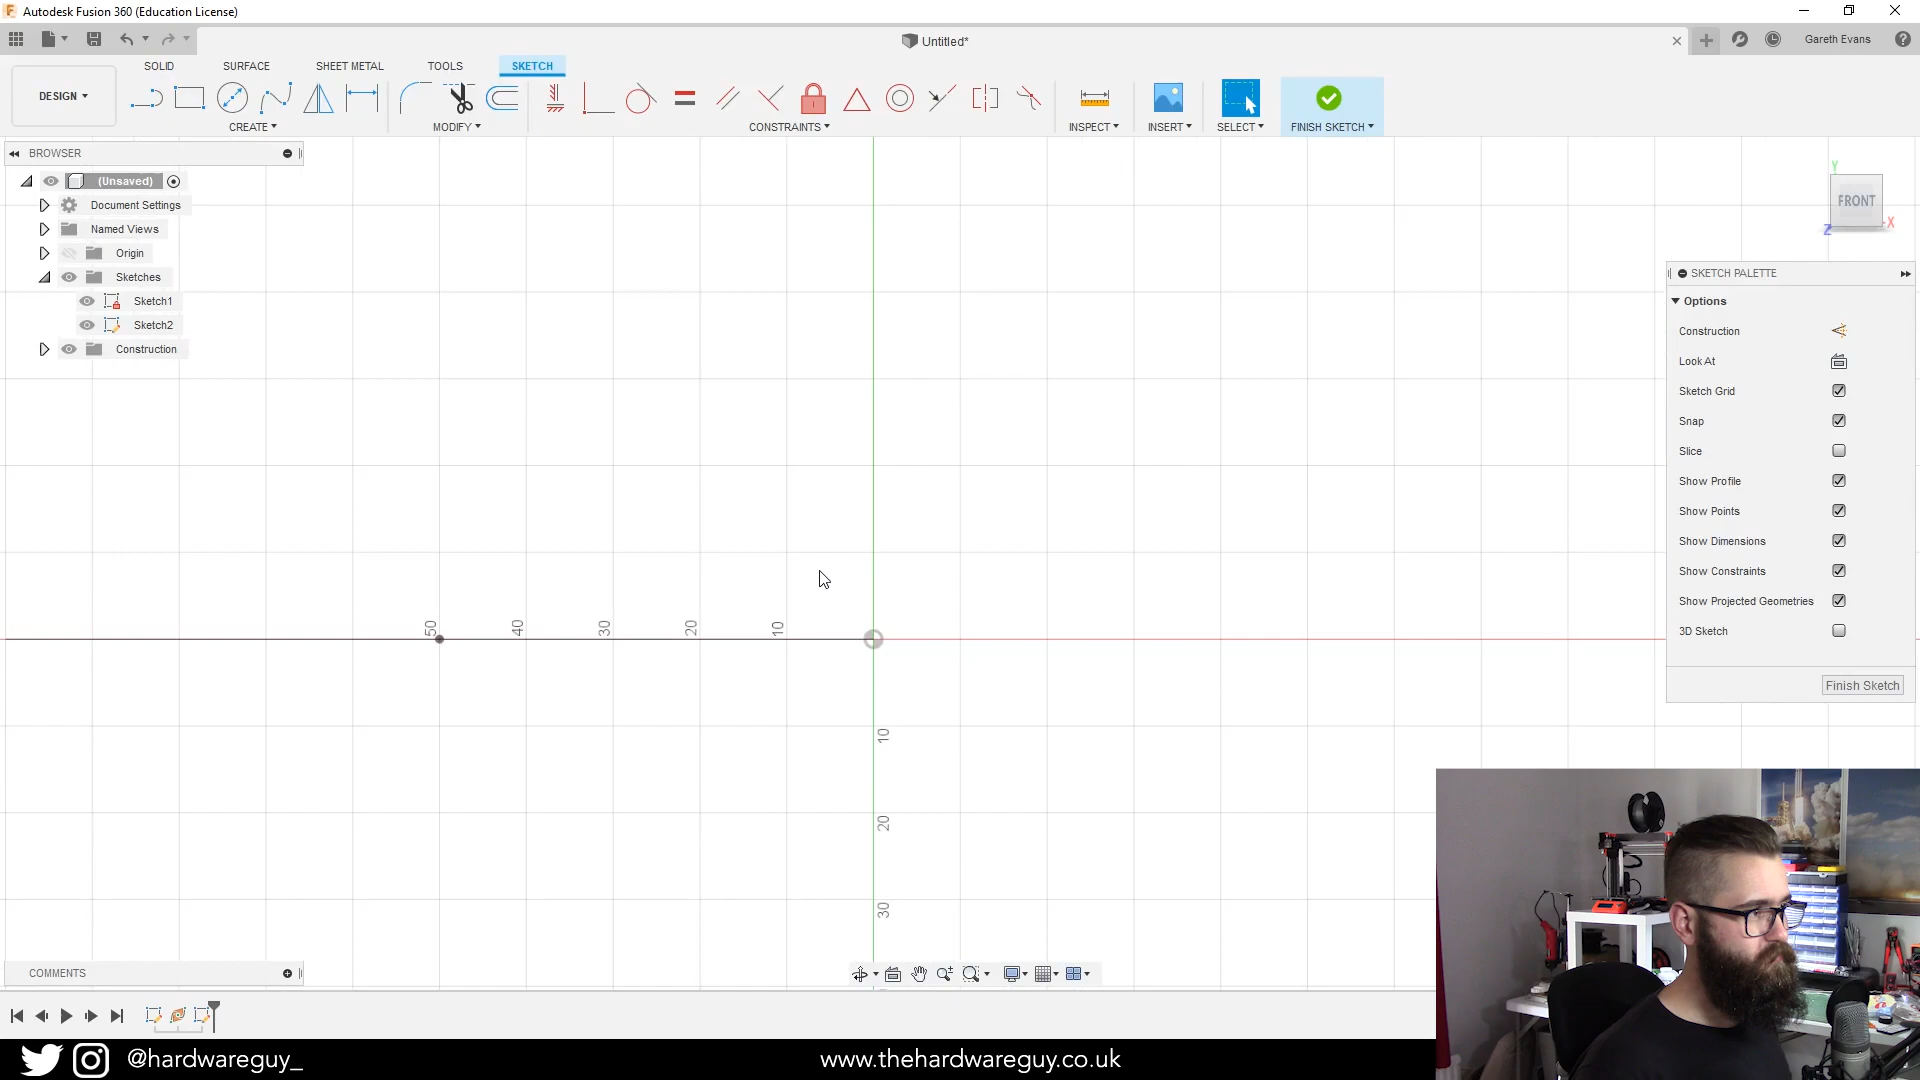 Autodesk Fusion 360 (Education License)
Untitled*
Gareth Evans
SOLID
SURFACE
SHEET METAL
TOOLS
SKETCH
DESIGN
CREATE
MODIFY
CONSTRAINTS
INSPECT
INSERT
SELECT
FINISH SKETCH
BROWSER
(Unsaved)
Document Settings
Named Views
Origin
Sketches
Sketch1
Sketch2
Construction
Y
FRONT
X
Z
SKETCH PALETTE
Options
Construction
Look At
Sketch Grid
Snap
Slice
Show Profile
Show Points
Show Dimensions
Show Constraints
Show Projected Geometries
3D Sketch
Finish Sketch
50
40
30
20
10
10
20
30
COMMENTS
@hardwareguy_
www.thehardwareguy.co.uk